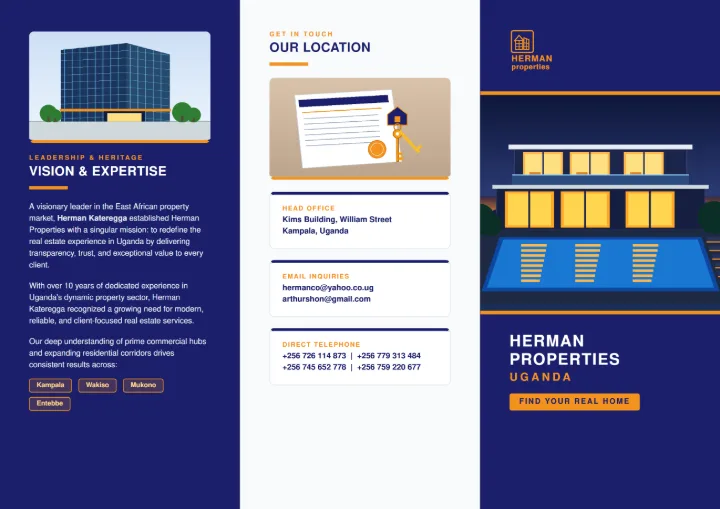 LEADERSHIP & HERITAGE
VISION & EXPERTISE
A visionary leader in the East African property
market, Herman Kateregga established Herman
Properties with a singular mission: to redefine the
real estate experience in Uganda by delivering
transparency, trust, and exceptional value to every
client.
With over 10 years of dedicated experience in
Uganda's dynamic property sector, Herman
Kateregga recognized a growing need for modern,
reliable, and client-focused real estate services.
Our deep understanding of prime commercial hubs
and expanding residential corridors drives
consistent results across:
Kampala Wakiso Mukono
Entebbe
GET IN TOUCH
OUR LOCATION
HEAD OFFICE
Kims Building, William Street
Kampala, Uganda
EMAIL INQUIRIES
hermanco@yahoo.co.ug
arthurshon@gmail.com
DIRECT TELEPHONE
+256 726 114 873 | +256 779 313 484
+256 745 652 778 | +256 759 220 677
HERMAN
properties
HERMAN
PROPERTIES
UGANDA
FIND YOUR REAL HOME